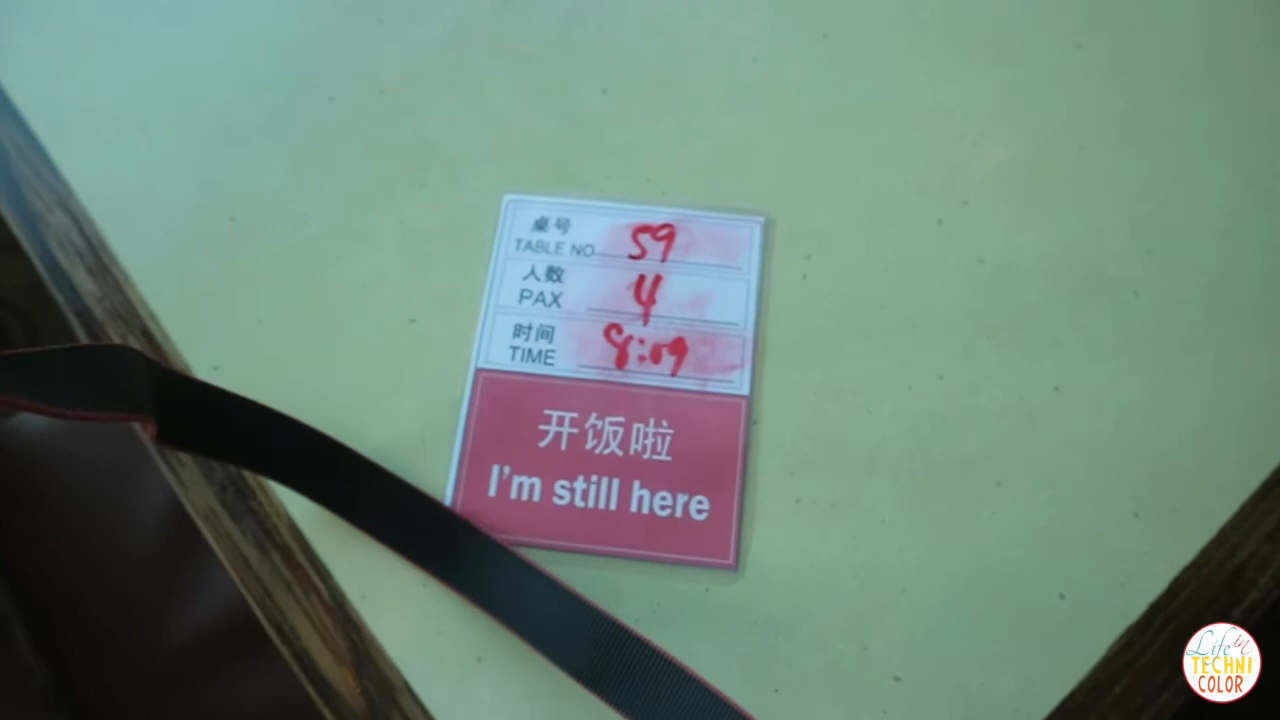 桌号
TABLE NO 59
人数
PAX 4
时间
TIME 8:09
开饭啦
I'm still here
Life in
TECHNI
COLOR